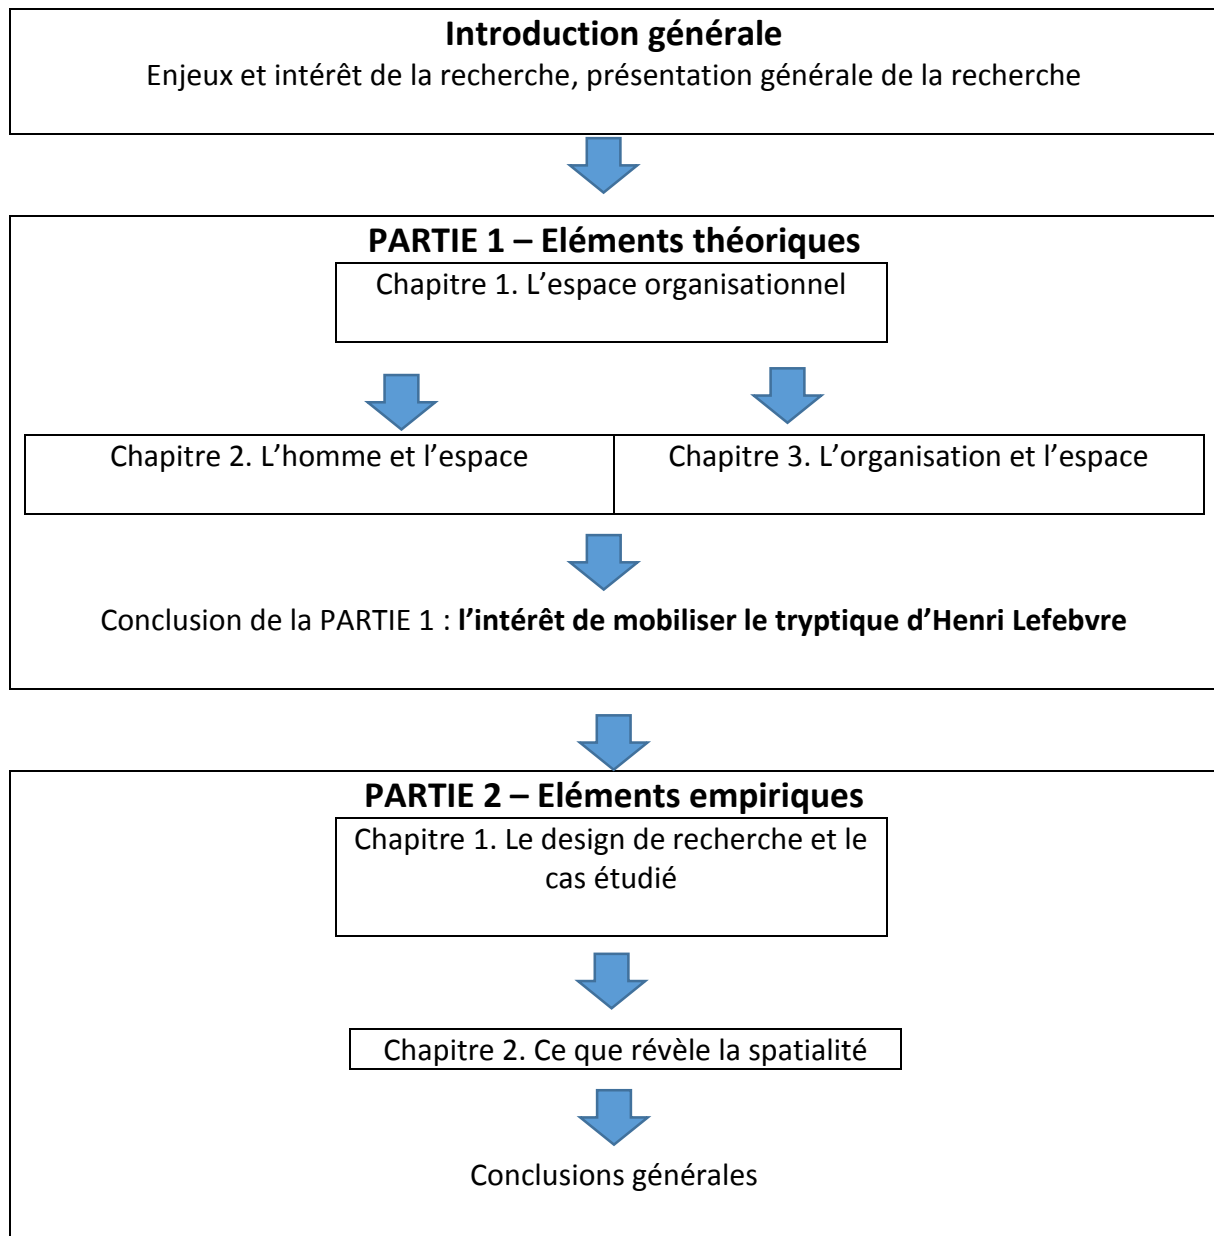 Introduction générale
Enjeux et intérêt de la recherche, présentation générale de la recherche
PARTIE 1 – Eléments théoriques
Chapitre 1. L’espace organisationnel
Chapitre 2. L’homme et l’espace
Chapitre 3. L’organisation et l’espace
Conclusion de la PARTIE 1 : l’intérêt de mobiliser le tryptique d’Henri Lefebvre
PARTIE 2 – Eléments empiriques
Chapitre 1. Le design de recherche et le
cas étudié
Chapitre 2. Ce que révèle la spatialité
Conclusions générales